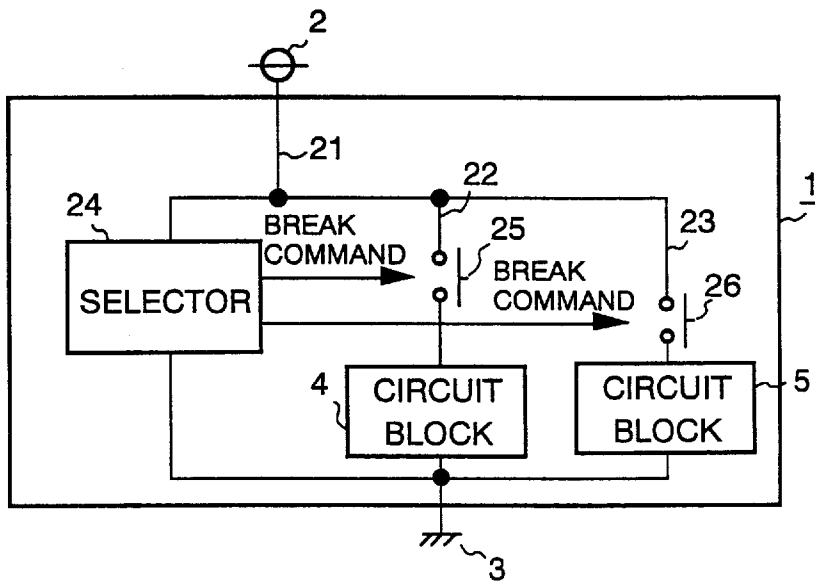 2
21
22
1
24
BREAK
COMMAND
25
23
BREAK
COMMAND
26
SELECTOR
4
CIRCUIT
BLOCK
CIRCUIT
BLOCK
5
3